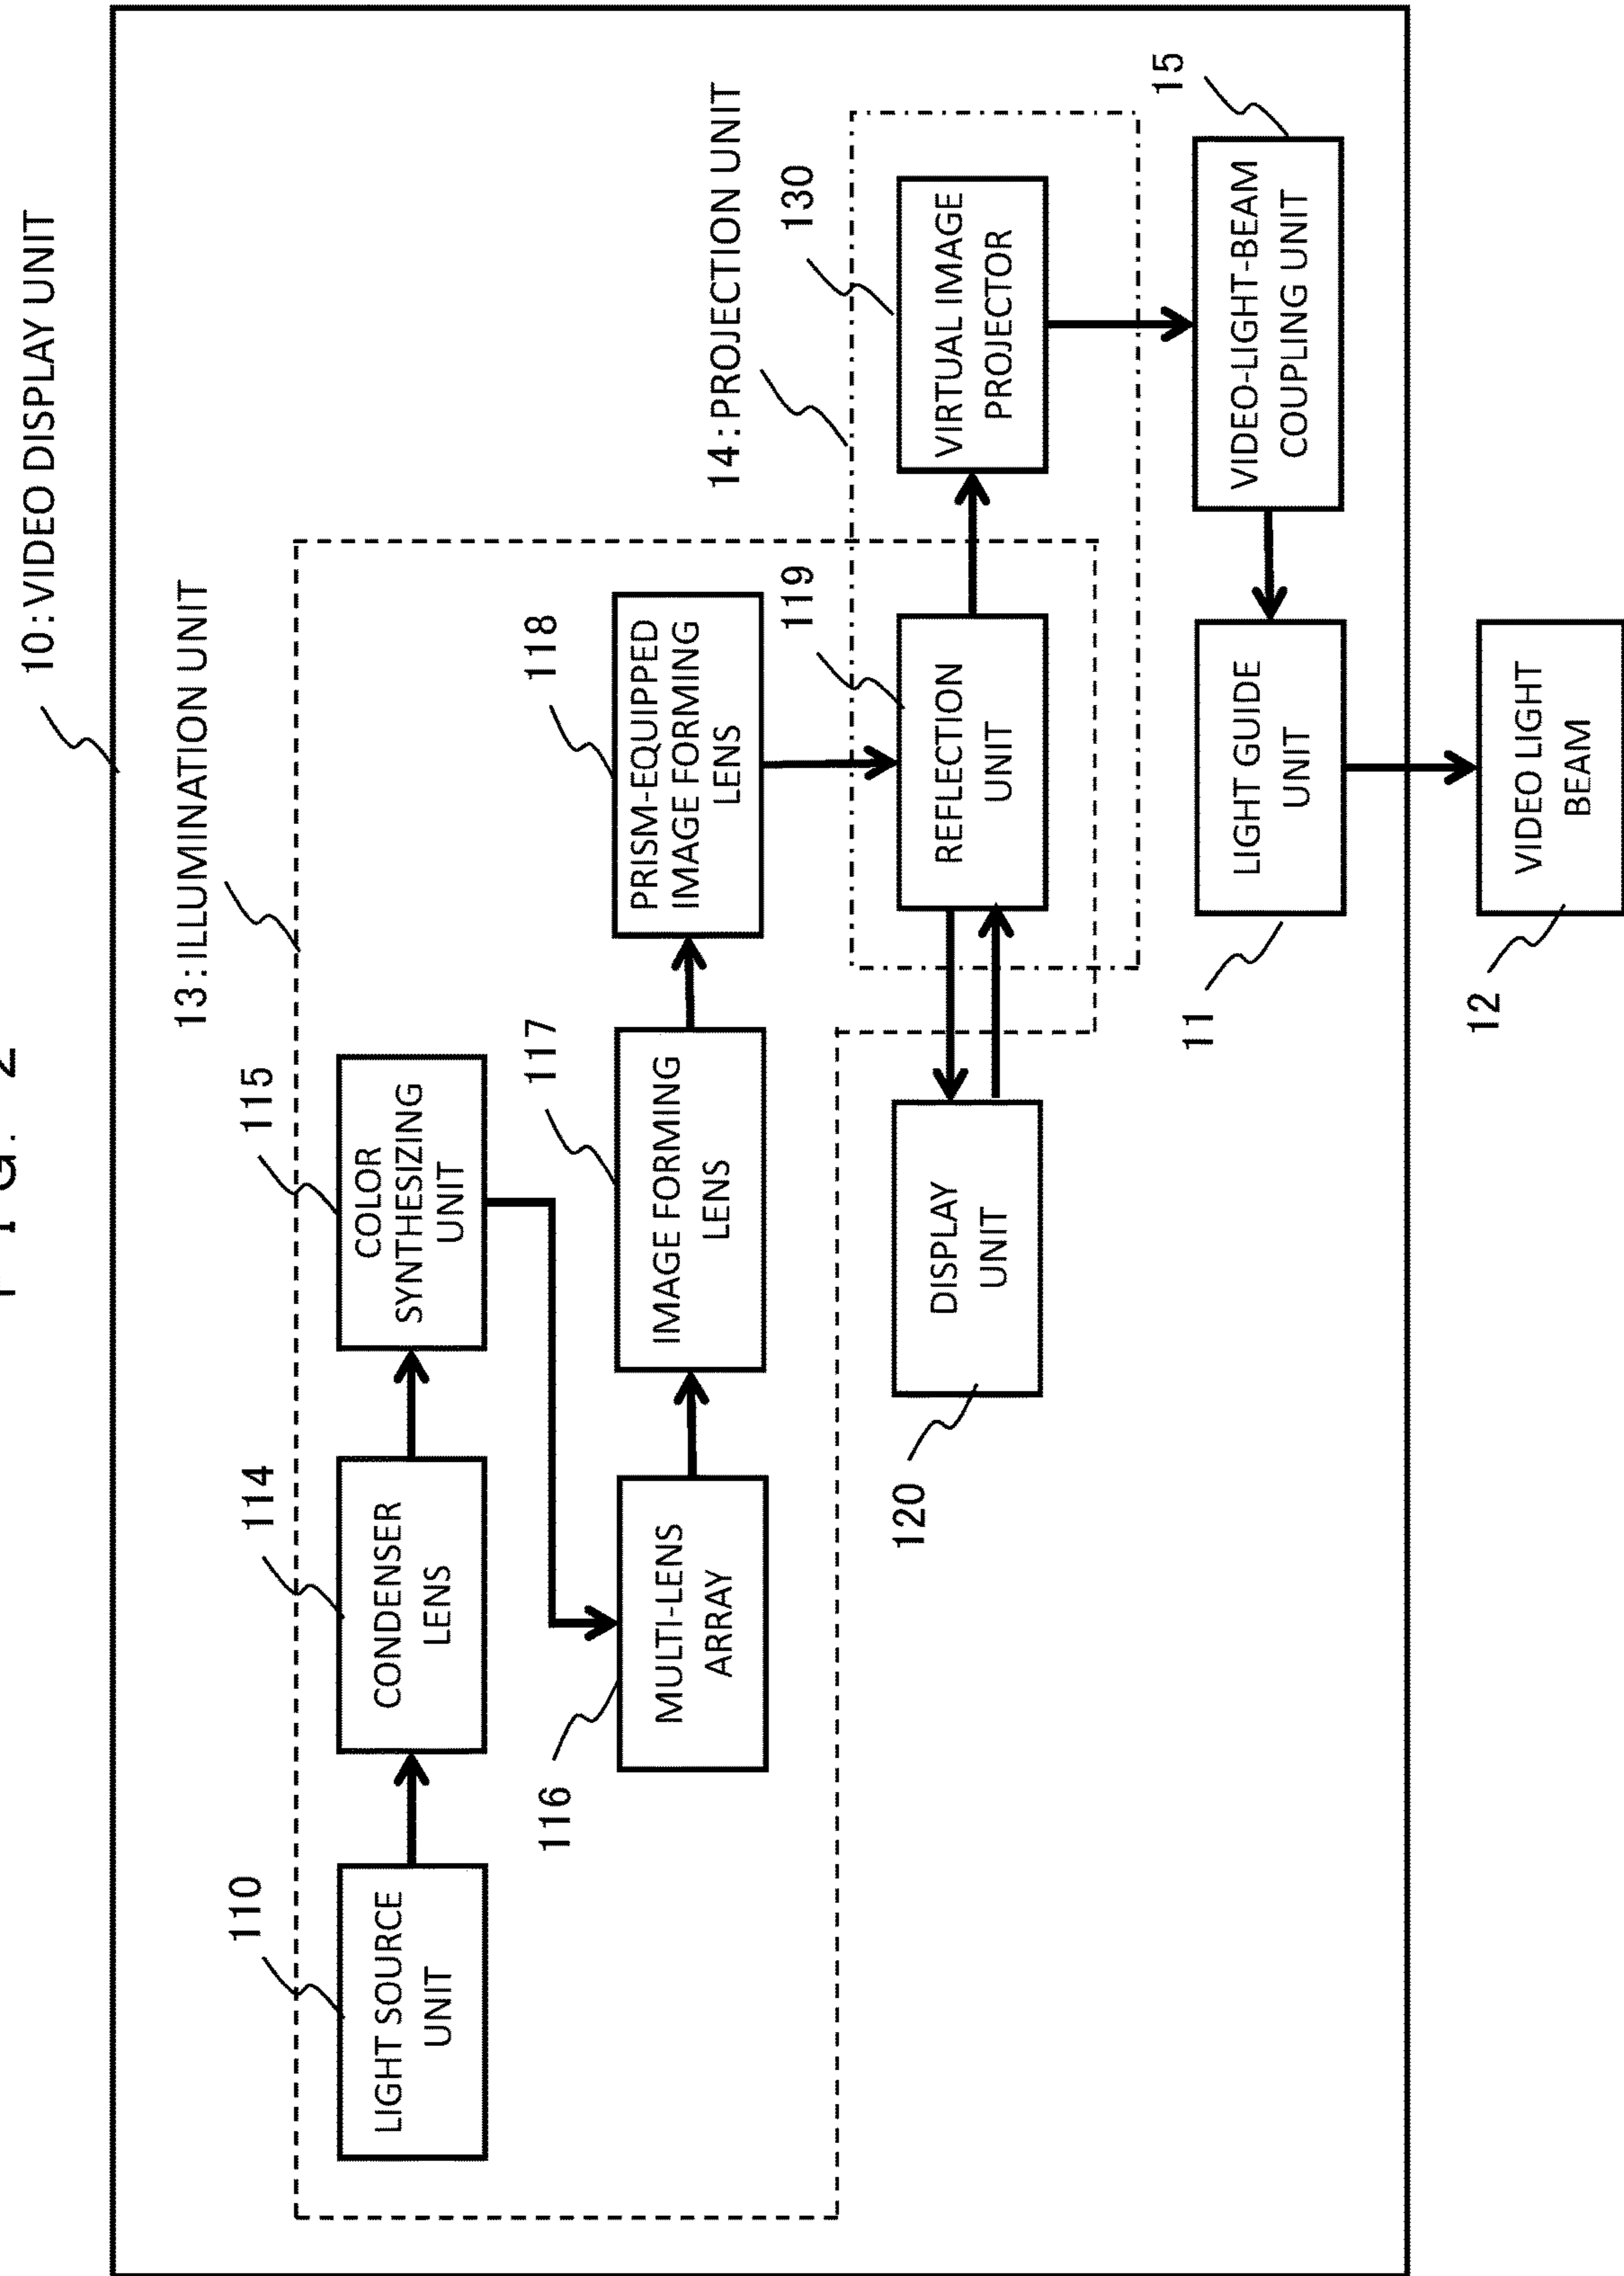 FIG. 2
10:VIDEO DISPLAY UNIT
13:ILLUMINATION UNIT
110
LIGHT SOURCE
UNIT
114
CONDENSER
LENS
115
COLOR
SYNTHESIZING
UNIT
116
MULTI-LENS
ARRAY
117
IMAGE FORMING
LENS
118
PRISM-EQUIPPED
IMAGE FORMING
LENS
14:PROJECTION UNIT
120
DISPLAY
UNIT
119
REFLECTION
UNIT
130
VIRTUAL IMAGE
PROJECTOR
11
LIGHT GUIDE
UNIT
15
VIDEO-LIGHT-BEAM
COUPLING UNIT
12
VIDEO LIGHT
BEAM